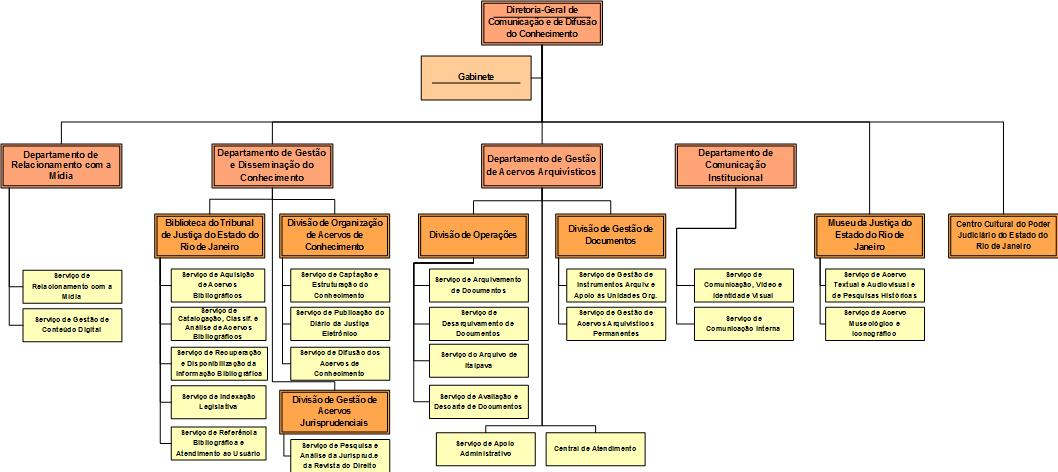 Diretoria-Geral de
Comunicação e de Difusão
do Conhecimento
Gabinete
Departamento de
Relacionamento com a
Mídia
Departamento de Gestão
e Disseminação do
Conhecimento
Departamento de Gestão
de Acervos Arquivísticos
Departamento de
Comunicação
Institucional
Biblioteca do Tribunal
de Justiça do Estado do
Rio de Janeiro
Divisão de Organização
de Acervos de
Conhecimento
Divisão de Operações
Divisão de Gestão de
Documentos
Museu da Justiça do
Estado do Rio de
Janeiro
Centro Cultural do Poder
Judiciário do Estado do
Rio de Janeiro
Serviço de
Relacionamento com a
Mídia
Serviço de Gestão de
Conteúdo Digital
Serviço de Aquisição
de Acervos
Bibliográficos
Serviço de
Catalogação, Classif. e
Análise de Acervos
Bibliográficos
Serviço de Recuperação
e Disponibilização da
Informação Bibliográfica
Serviço de Indexação
Legislativa
Serviço de Referência
Bibliográfica e
Atendimento ao Usuário
Serviço de Captação e
Estruturação do
Conhecimento
Serviço de Publicação do
Diário da Justiça
Eletrônico
Serviço de Difusão dos
Acervos de
Conhecimento
Divisão de Gestão de
Acervos
Jurisprudenciais
Serviço de Pesquisa e
Análise da Jurisprud.e
da Revista do Direito
Serviço de Arquivamento
de Documentos
Serviço de
Desarquivamento de
Documentos
Serviço do Arquivo de
Itaipava
Serviço de Avaliação e
Descarte de Documentos
Serviço de Apoio
Administrativo
Central de Atendimento
Serviço de Gestão de
Instrumentos Arquiv. e
Apoio às Unidades Org.
Serviço de Gestão de
Acervos Arquivísticos
Permanentes
Serviço de
Comunicação, Vídeo e
Identidade Visual
Serviço de
Comunicação Interna
Serviço de Acervo
Textual e Audiovisual e
de Pesquisas Históricas
Serviço de Acervo
Museológico e
Iconográfico